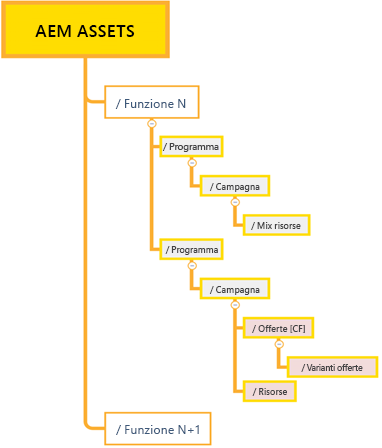 AEM ASSETS
/ Funzione N
/ Programma
/ Campagna
/ Mix risorse
/ Programma
/ Campagna
/ Offerte [CF]
/ Varianti offerte
/ Risorse
/ Funzione N+1